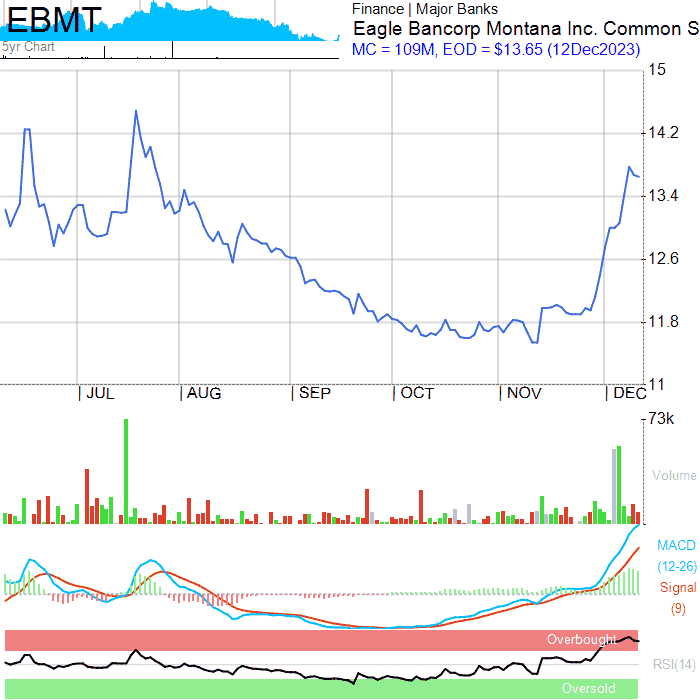 EBMT
5yr Chart
Finance | Major Banks
Eagle Bancorp Montana Inc. Common S
MC = 109M, EOD = $13.65 (12Dec2023)
15
14.2
13.4
12.6
11.8
11
| JUL | AUG | SEP | OCT | NOV | DEC
73k
Volume
MACD
(12-26)
Signal
(9)
Overbought
RSI(14)
Oversold